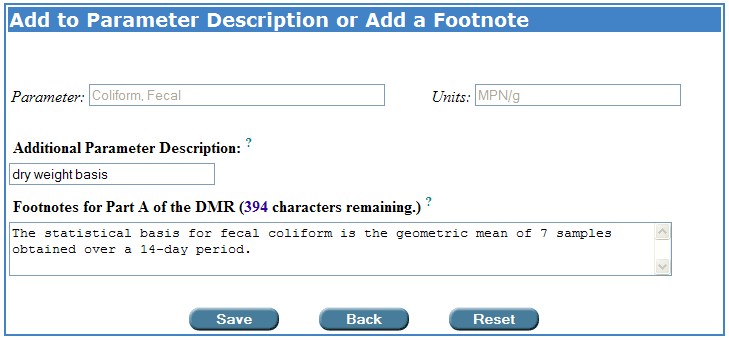 Add to Parameter Description or Add a Footnote
Parameter: Coliform, Fecal Units: MPN/g
Additional Parameter Description: ?
dry weight basis
Footnotes for Part A of the DMR (394 characters remaining.) ?
The statistical basis for fecal coliform is the geometric mean of 7 samples
obtained over a 14-day period.
Save Back Reset